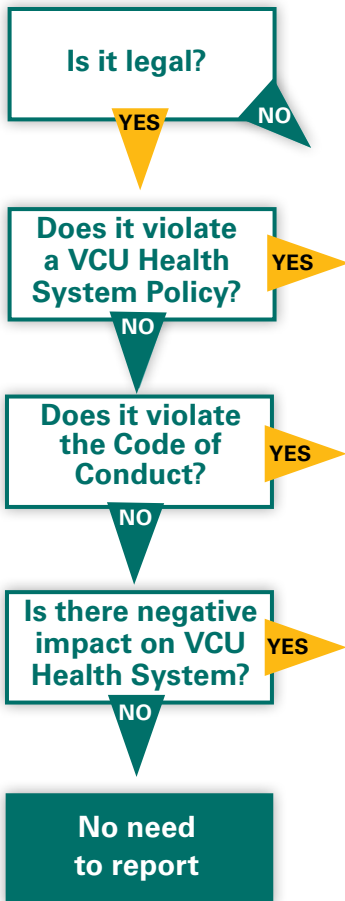 Is it legal?
NO
YES
Does it violate
a VCU Health
System Policy?
YES
NO
Does it violate
the Code of
Conduct?
YES
NO
Is there negative
impact on VCU
Health System?
YES
NO
No need
to report